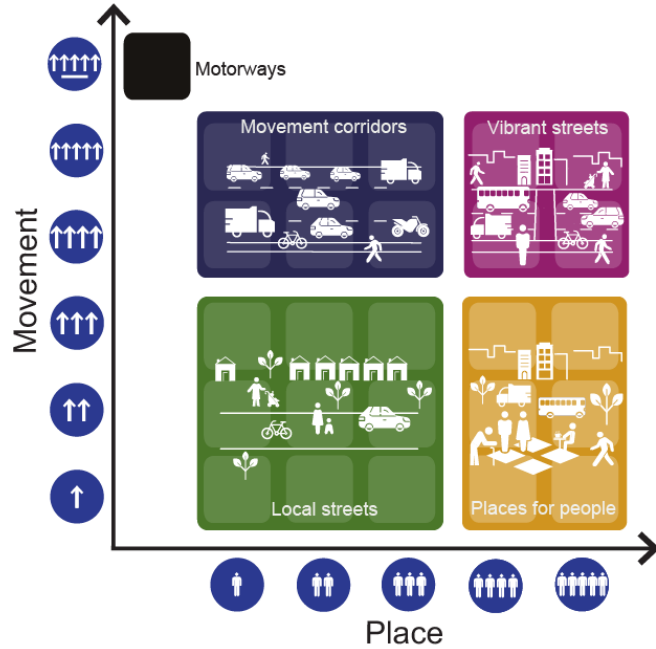 Motorways
Movement corridors
Vibrant streets
Movement
Local streets
Places for people
Place